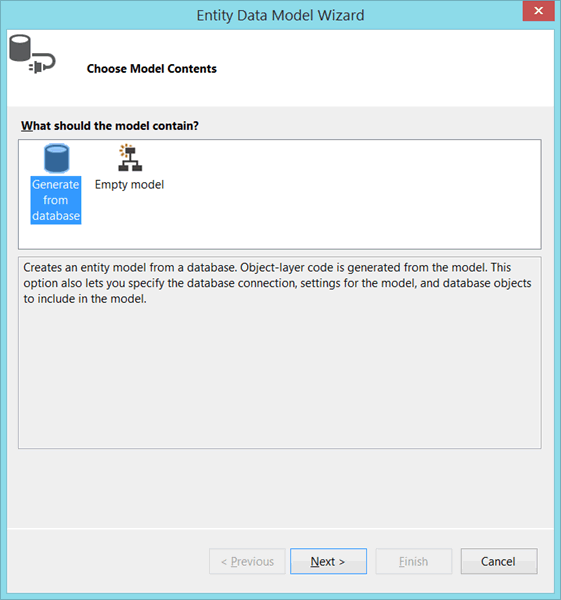 Entity Data Model Wizard
Choose Model Contents
What should the model contain?
Generate
from
database
Empty model
Creates an entity model from a database. Object-layer code is generated from the model. This
option also lets you specify the database connection, settings for the model, and database objects
to include in the model.
< Previous
Next >
Finish
Cancel